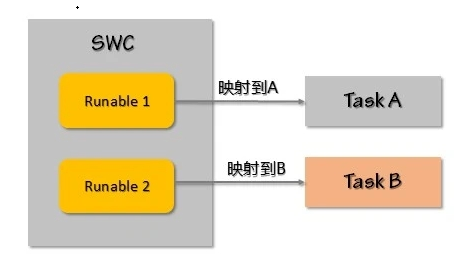 SWC
Runable 1
映射到A
Task A
Runable 2
映射到B
Task B